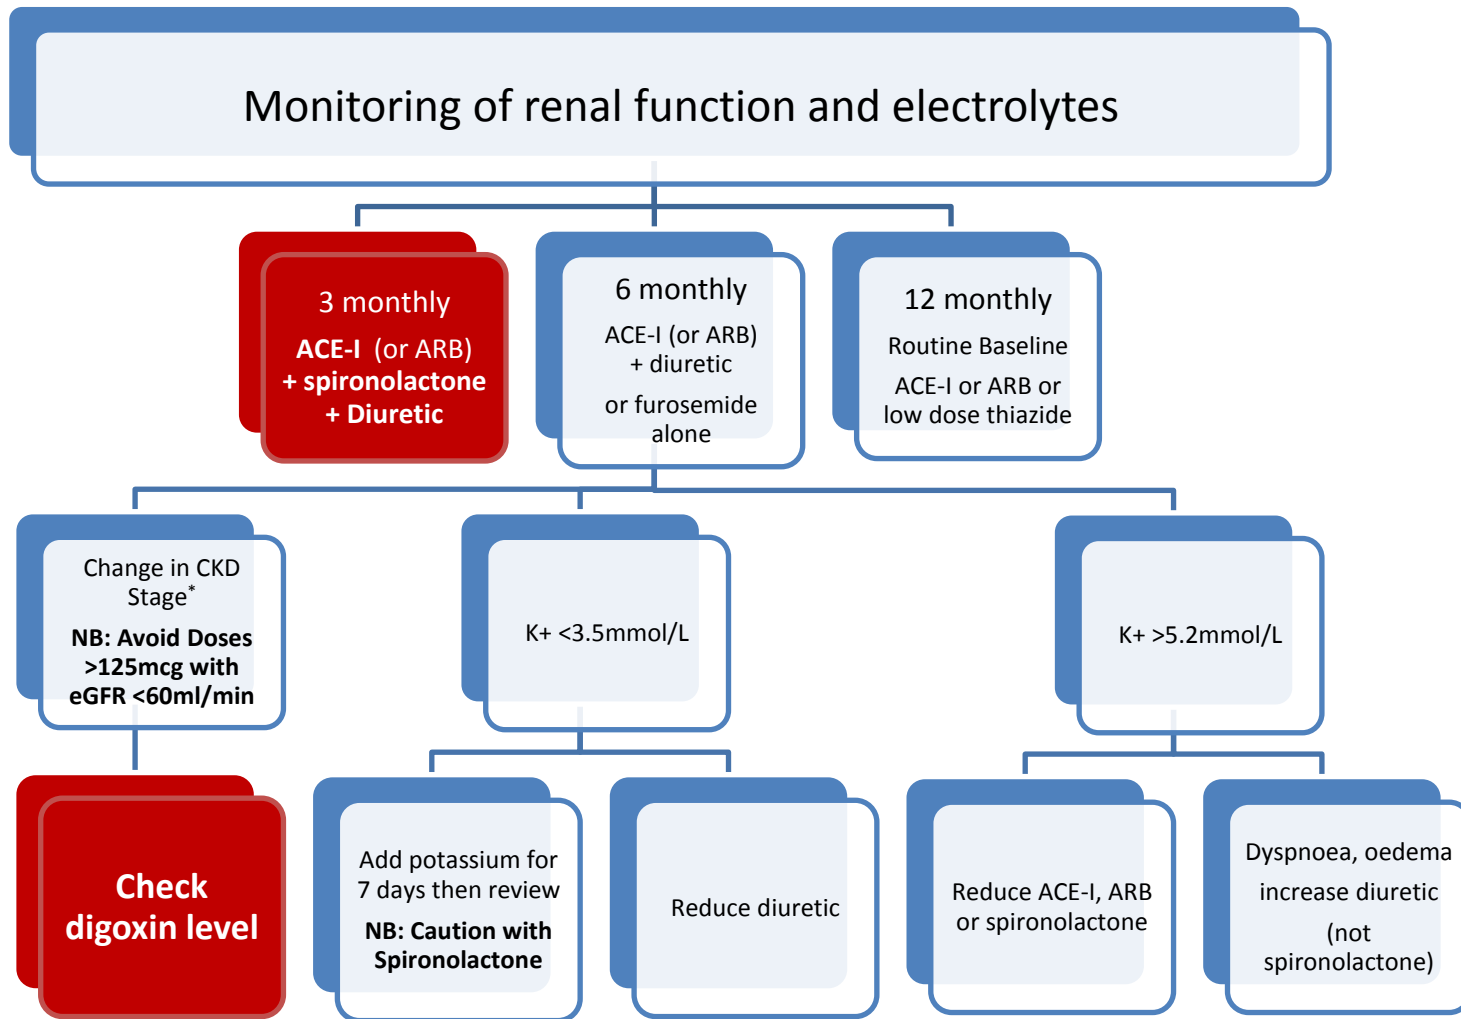 Monitoring of renal function and electrolytes
3 monthly
ACE-I (or ARB)
+ spironolactone
+ Diuretic
6 monthly
ACE-I (or ARB)
+ diuretic
or furosemide
alone
12 monthly
Routine Baseline
ACE-I or ARB or
low dose thiazide
Change in CKD
Stage*
NB: Avoid Doses
>125mcg with
eGFR <60ml/min
K+ <3.5mmol/L
K+ >5.2mmol/L
Check
digoxin level
Add potassium for
7 days then review
NB: Caution with
Spironolactone
Reduce diuretic
Reduce ACE-I, ARB
or spironolactone
Dyspnoea, oedema
increase diuretic
(not
spironolactone)